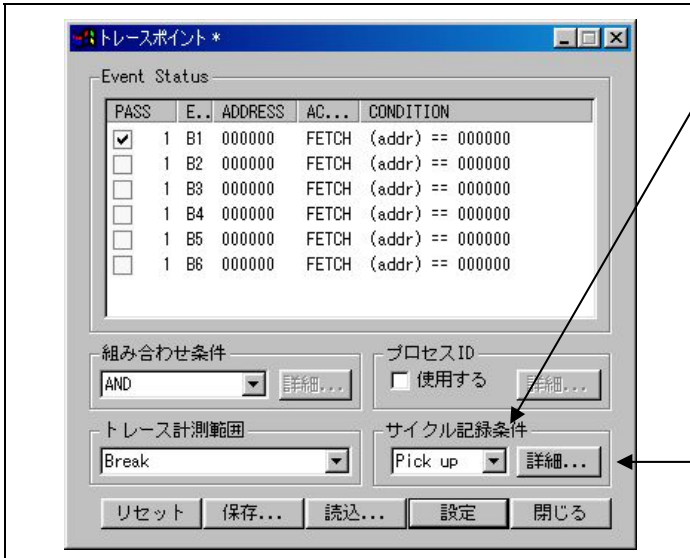 トレースポイント *
Event Status
PASS E.. ADDRESS AC... CONDITION
1 B1 000000 FETCH (addr) == 000000
1 B2 000000 FETCH (addr) == 000000
1 B3 000000 FETCH (addr) == 000000
1 B4 000000 FETCH (addr) == 000000
1 B5 000000 FETCH (addr) == 000000
1 B6 000000 FETCH (addr) == 000000
組み合わせ条件 プロセスID
AND 詳細... 使用する 詳細...
トレース計測範囲 サイクル記録条件
Break Pick up 詳細...
リセット 保存... 読込... 設定 閉じる